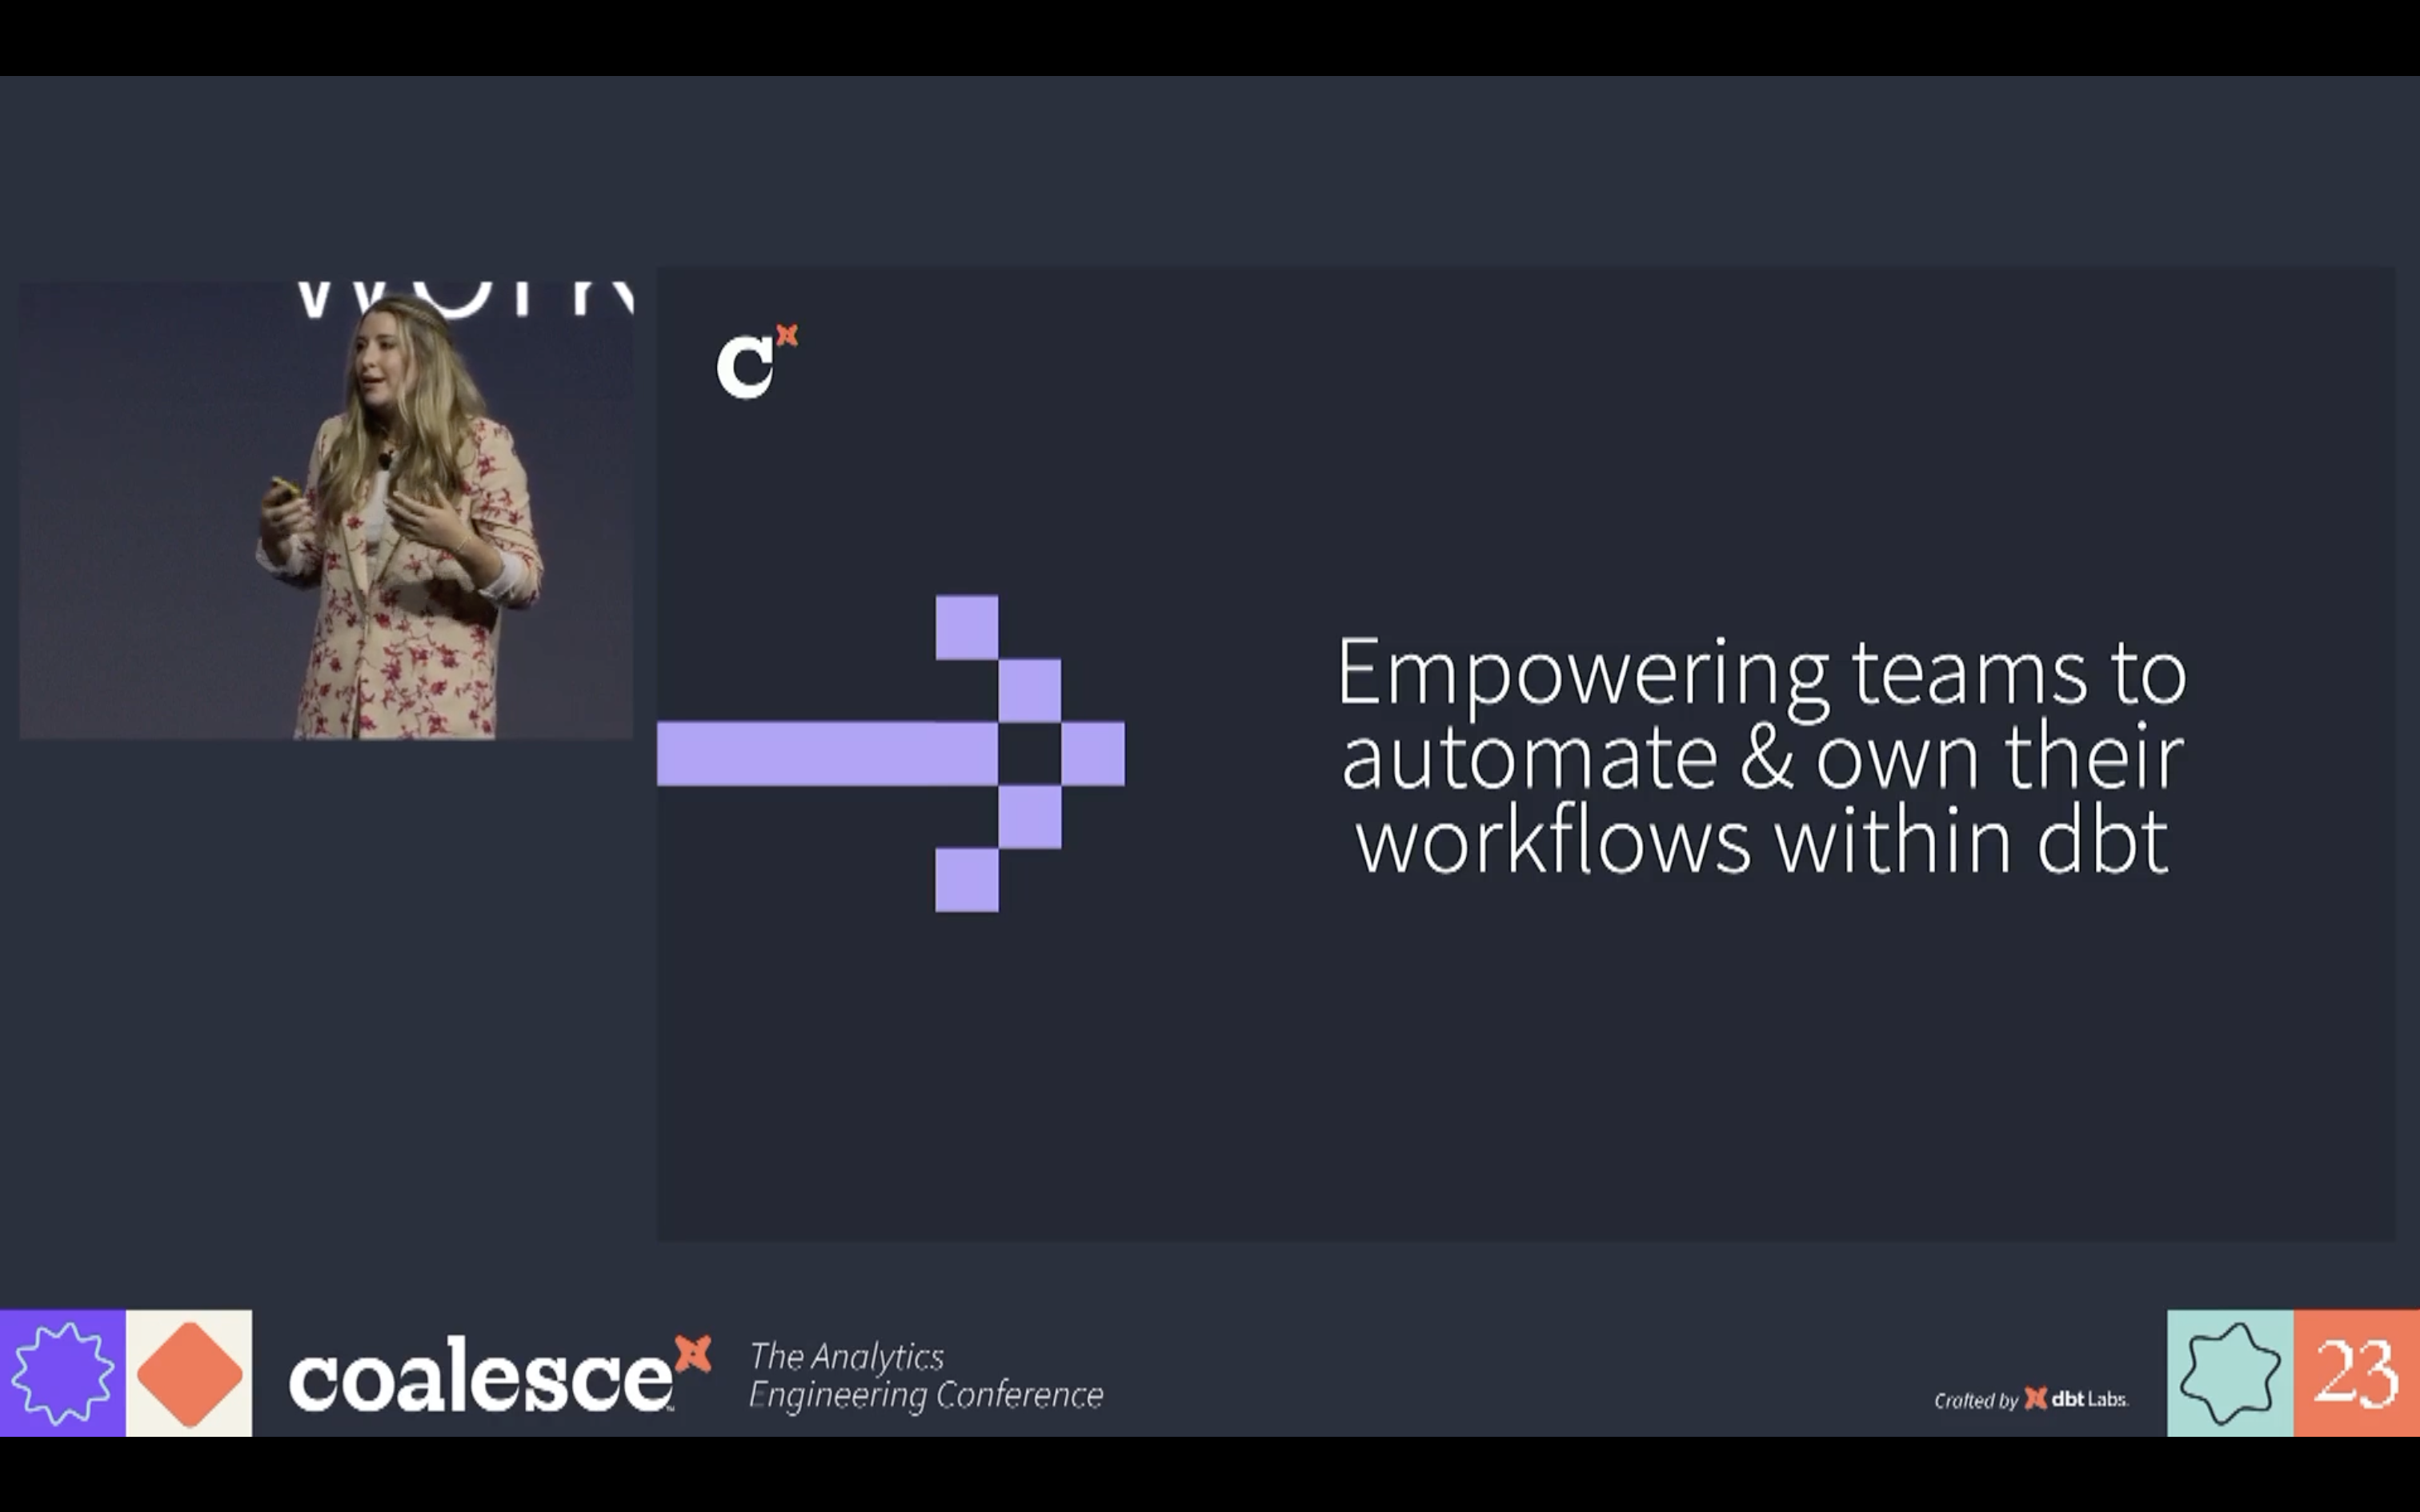 Work
C
Empowering teams to
automate & own their
workflows within dbt
coalesce
The Analytics
Engineering Conference
Crafted by dbt Labs.
23